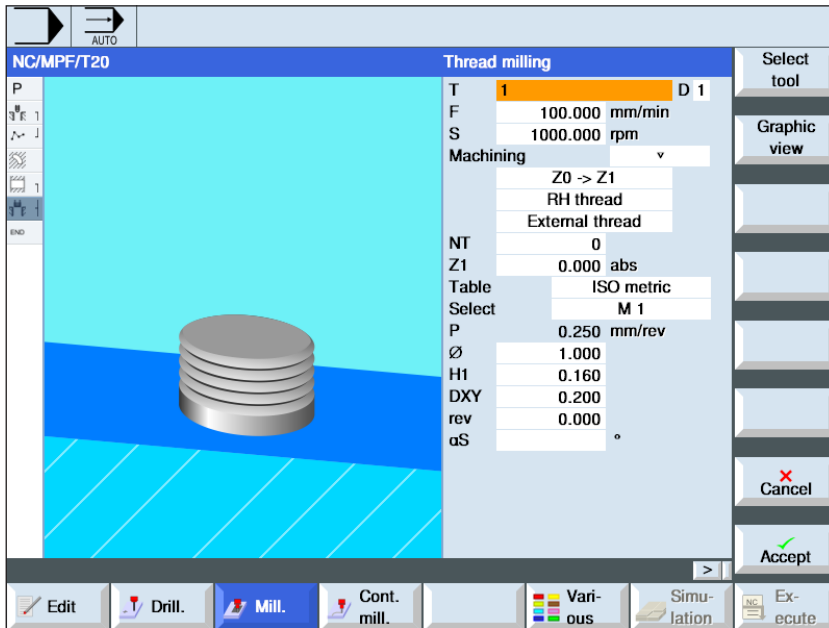 AUTO
NC/MPF/T20
Thread milling
Select
tool
P
T 1 D 1
F 100.000 mm/min
S 1000.000 rpm
Graphic
view
Machining
Z0 -> Z1
RH thread
External thread
END
NT 0
Z1 0.000 abs
Table ISO metric
Select M 1
P 0.250 mm/rev
Ø 1.000
H1 0.160
DXY 0.200
rev 0.000
αS °
Cancel
Accept
>
Edit
Drill.
Mill.
Cont.
mill.
Vari-
ous
Simu-
lation
NC
Ex-
ecute